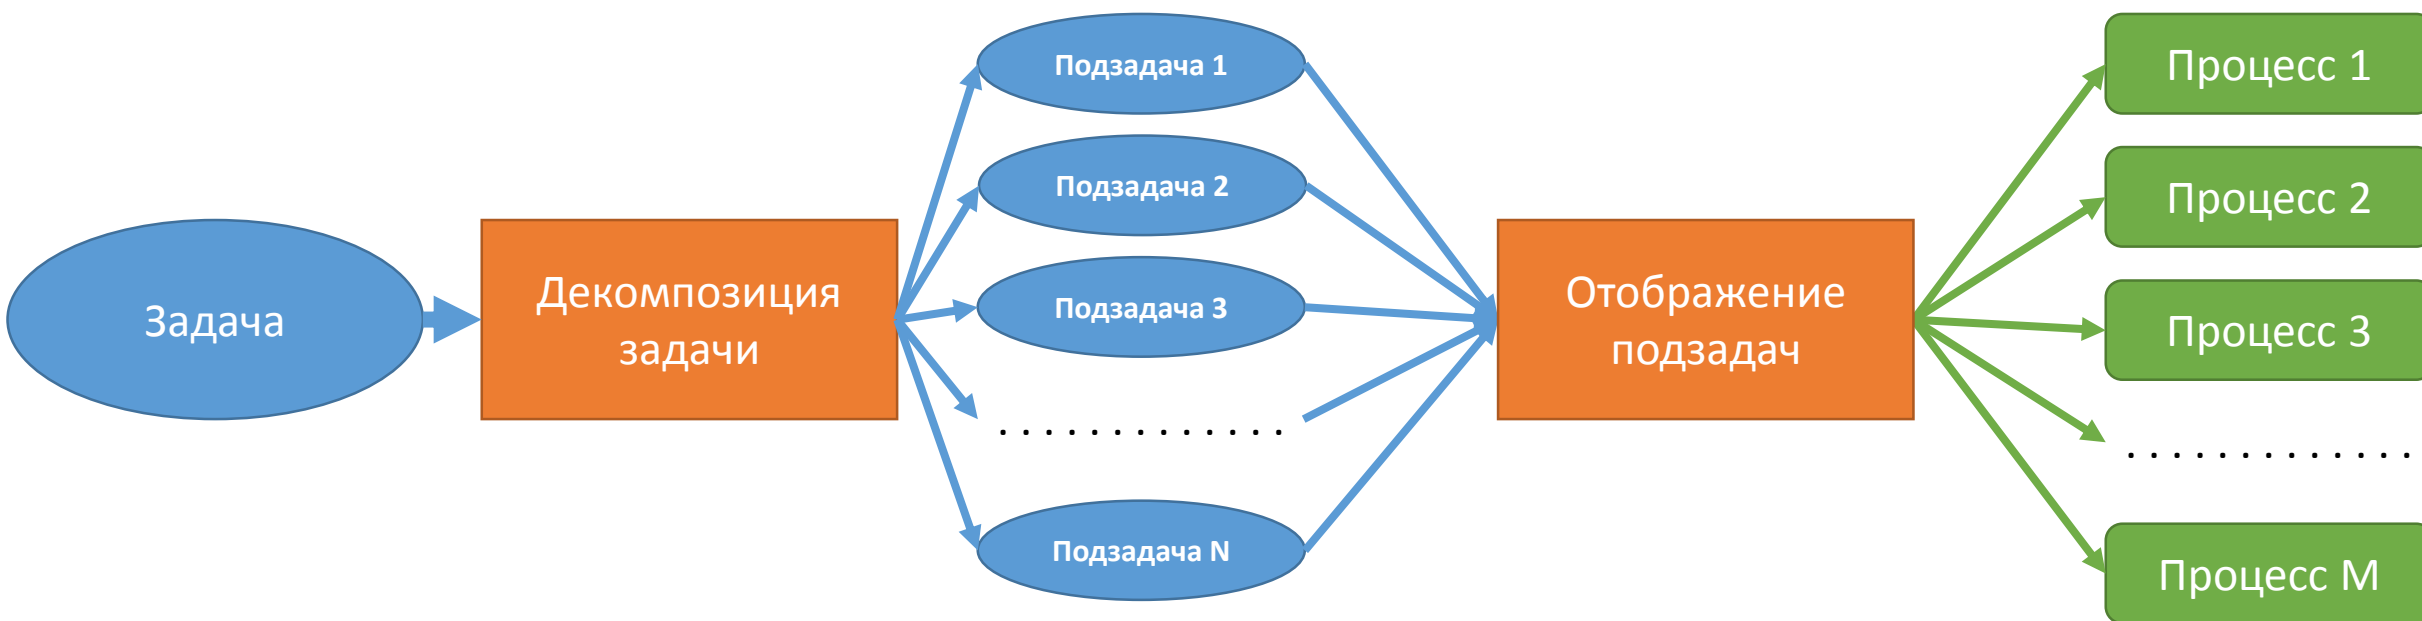 Задача
Декомпозиция
задачи
Подзадача 1
Подзадача 2
Подзадача 3
. . . . . . . . . . . . .
Подзадача N
Отображение
подзадач
Процесс 1
Процесс 2
Процесс 3
. . . . . . . . . . . . .
Процесс M